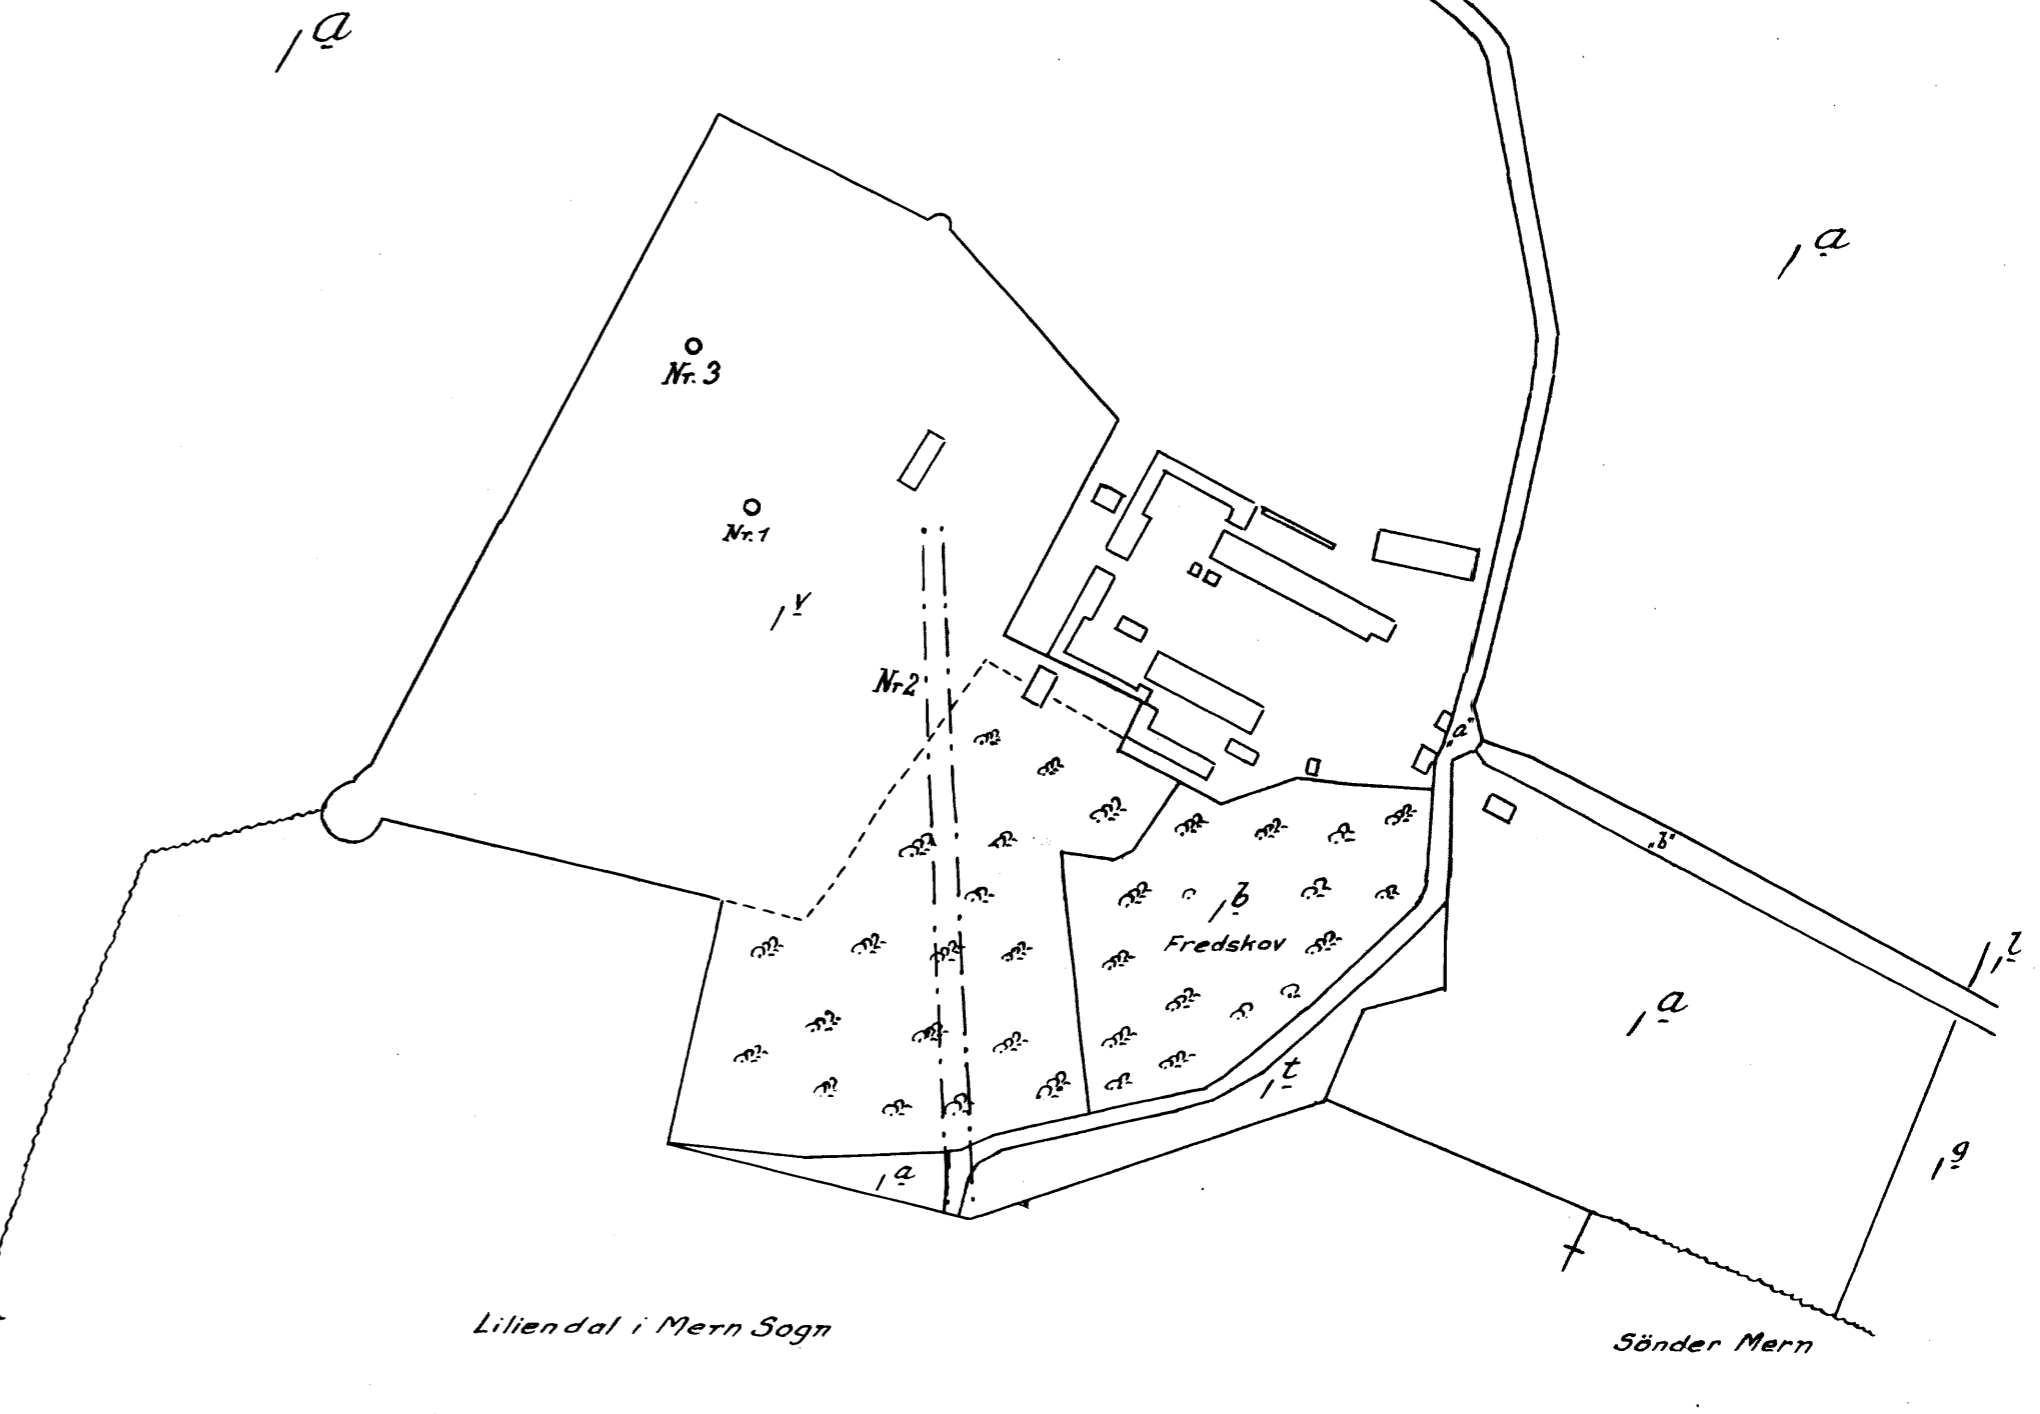 1a
1a
Nr. 3
Nr. 1
1v
Nr 2
„a”
„b”
1b
Fredskov
1l
1a
1t
1g
1a
Liliendal i Mern Sogn
Sönder Mern